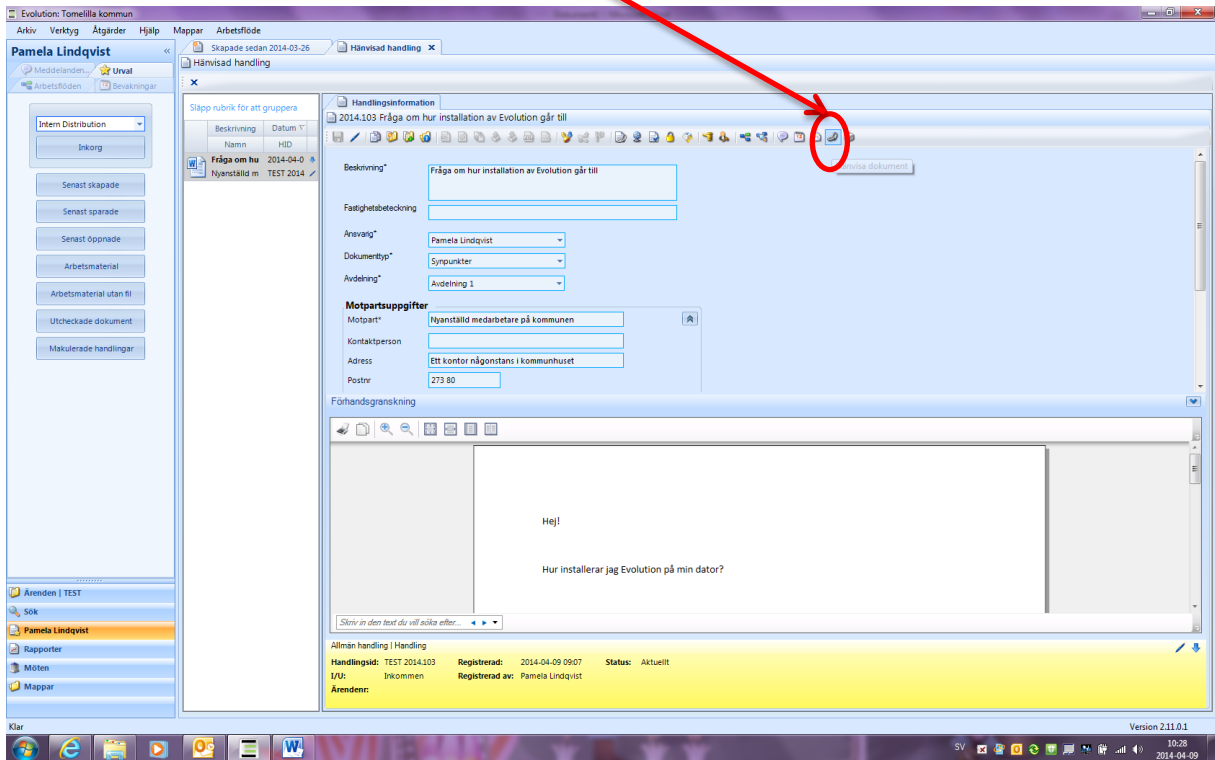 Evolution: Tomelilla kommun
Arkiv Verktyg Åtgärder Hjälp Mappar Arbetsflöde
Pamela Lindqvist «
Meddelanden... Urval
Arbetsflöden Bevakningar
Intern Distribution
Inkorg
Senast skapade
Senast sparade
Senast öppnade
Arbetsmaterial
Arbetsmaterial utan fil
Utcheckade dokument
Makulerade handlingar
Ärenden | TEST
Sök
Pamela Lindqvist
Rapporter
Möten
Mappar
Skapade sedan 2014-03-26 Hänvisad handling
Hänvisad handling
Släpp rubrik för att gruppera
Beskrivning Datum
Namn HID
Fråga om hu 2014-04-0
Nyanställd m TEST 2014
Handlingsinformation
2014.103 Fråga om hur installation av Evolution går till
Hänvisa dokument
Beskrivning* Fråga om hur installation av Evolution går till
Fastighetsbeteckning
Ansvarig* Pamela Lindqvist
Dokumenttyp* Synpunkter
Avdelning* Avdelning 1
Motpartsuppgifter
Motpart* Nyanställd medarbetare på kommunen
Kontaktperson
Adress Ett kontor någonstans i kommunhuset
Postnr 273 80
Förhandsgranskning
Hej!
Hur installerar jag Evolution på min dator?
Skriv in den text du vill söka efter...
Allmän handling | Handling
Handlingsid: TEST 2014.103 Registrerad: 2014-04-09 09:07 Status: Aktuellt
I/U: Inkommen Registrerad av: Pamela Lindqvist
Ärendenr:
Klar Version 2.11.0.1
SV 10:28
2014-04-09